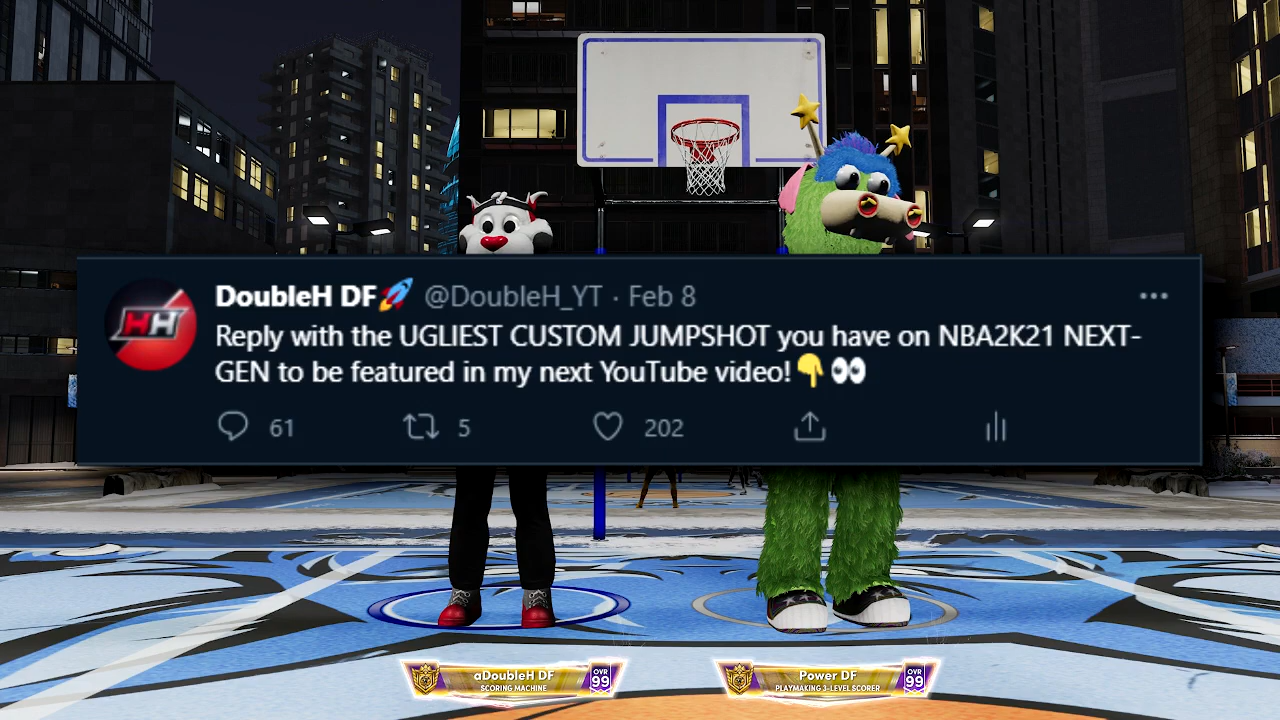 DoubleH DF🚀 @DoubleH_YT · Feb 8
Reply with the UGLIEST CUSTOM JUMPSHOT you have on NBA2K21 NEXT-
GEN to be featured in my next YouTube video!👇👀
61 5 202
HH
aDoubleH DF
SCORING MACHINE
OVR
99
Power DF
PLAYMAKING 3-LEVEL SCORER
OVR
99